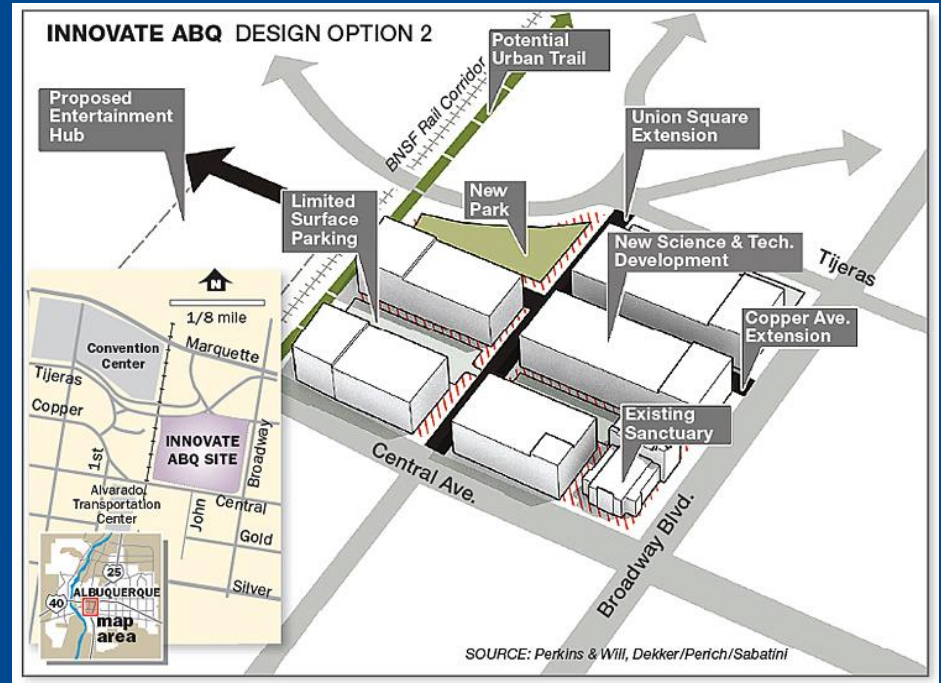 INNOVATE ABQ DESIGN OPTION 2
Potential
Urban Trail
Proposed
Entertainment
Hub
BNSF Rail Corridor
Union Square
Extension
Limited
Surface
Parking
New
Park
New Science & Tech.
Development
Tijeras
Copper Ave.
Extension
Existing
Sanctuary
Central Ave.
Broadway Blvd.
N
1/8 mile
Convention
Center
Marquette
Tijeras
Copper
INNOVATE
ABQ SITE
Broadway
1st
Alvarado
Transportation
Center
John
Central
Gold
Silver
25
40
ALBUQUERQUE
map
area
SOURCE: Perkins & Will, Dekker/Perich/Sabatini